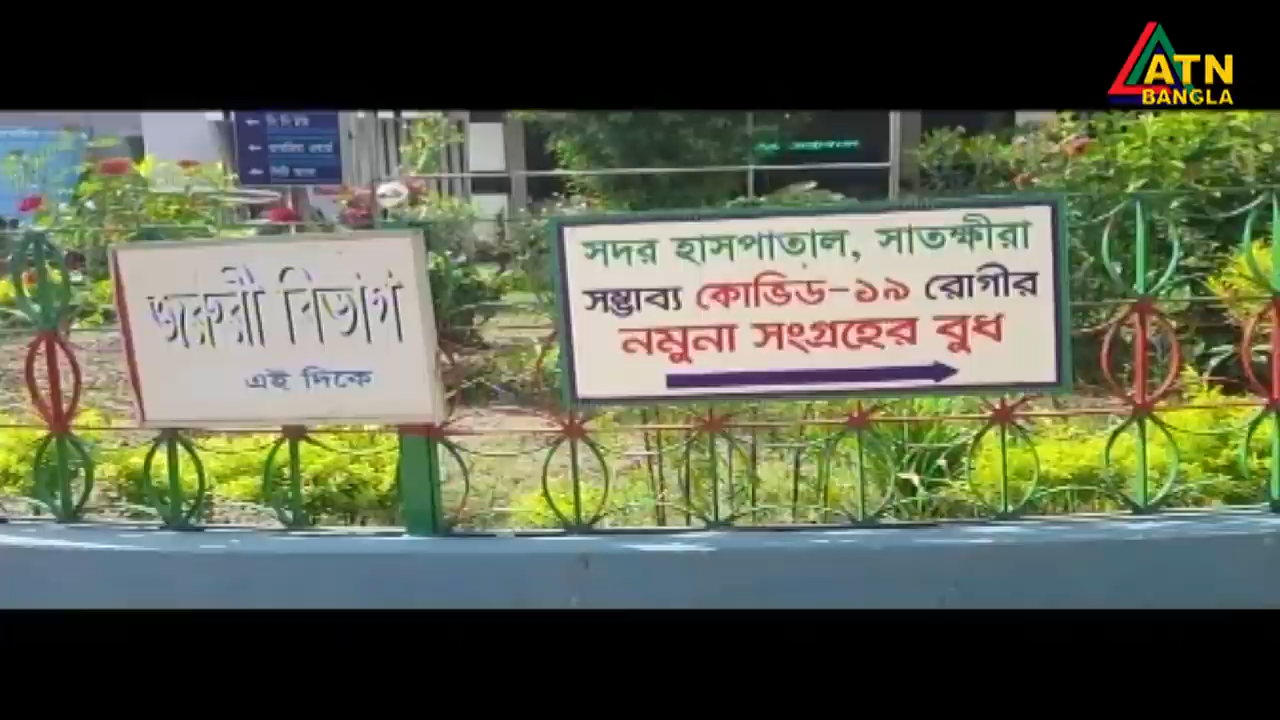 ATN
BANGLA
জরুরী বিভাগ
এই দিকে
সদর হাসপাতাল, সাতক্ষীরা
সম্ভাব্য কোভিড-১৯ রোগীর
নমুনা সংগ্রহের বুধ